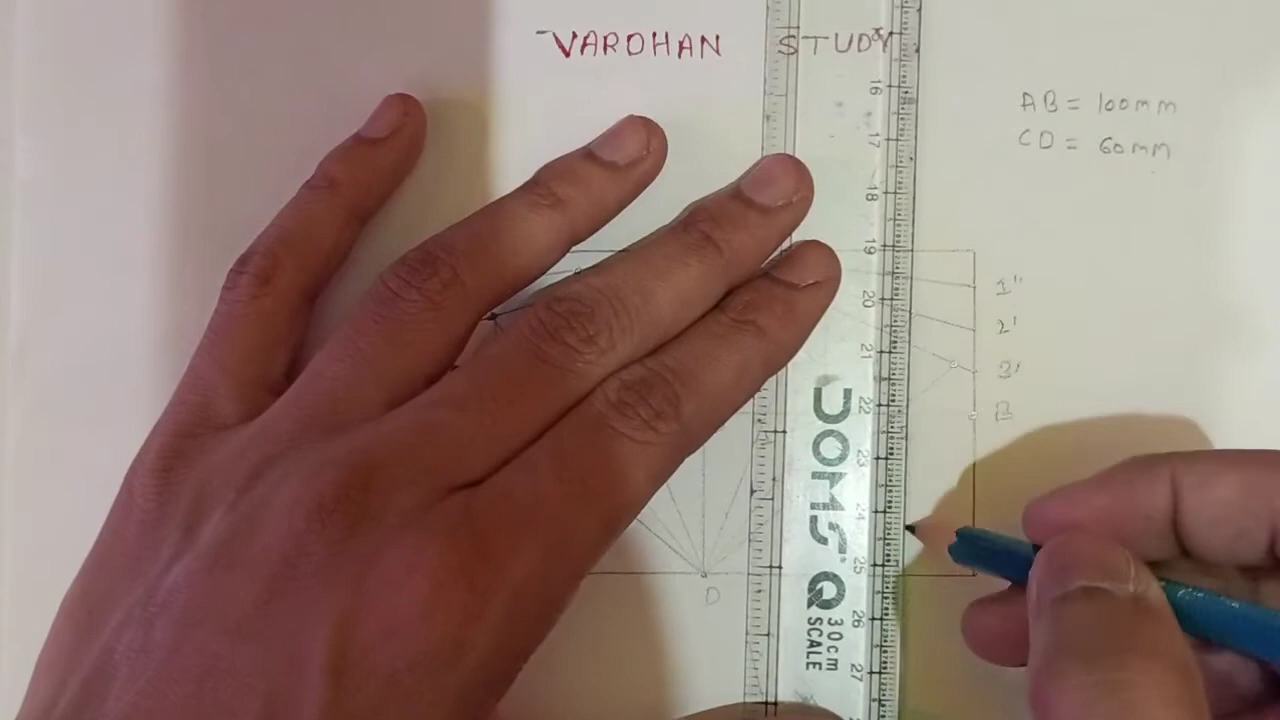 VARDHAN STUDY
AB = 100mm
CD = 60mm
16
17
18
19
20
21
22
23
24
25
26
27
1"
2'
3'
B
D
DOMS Q
30cm
SCALE